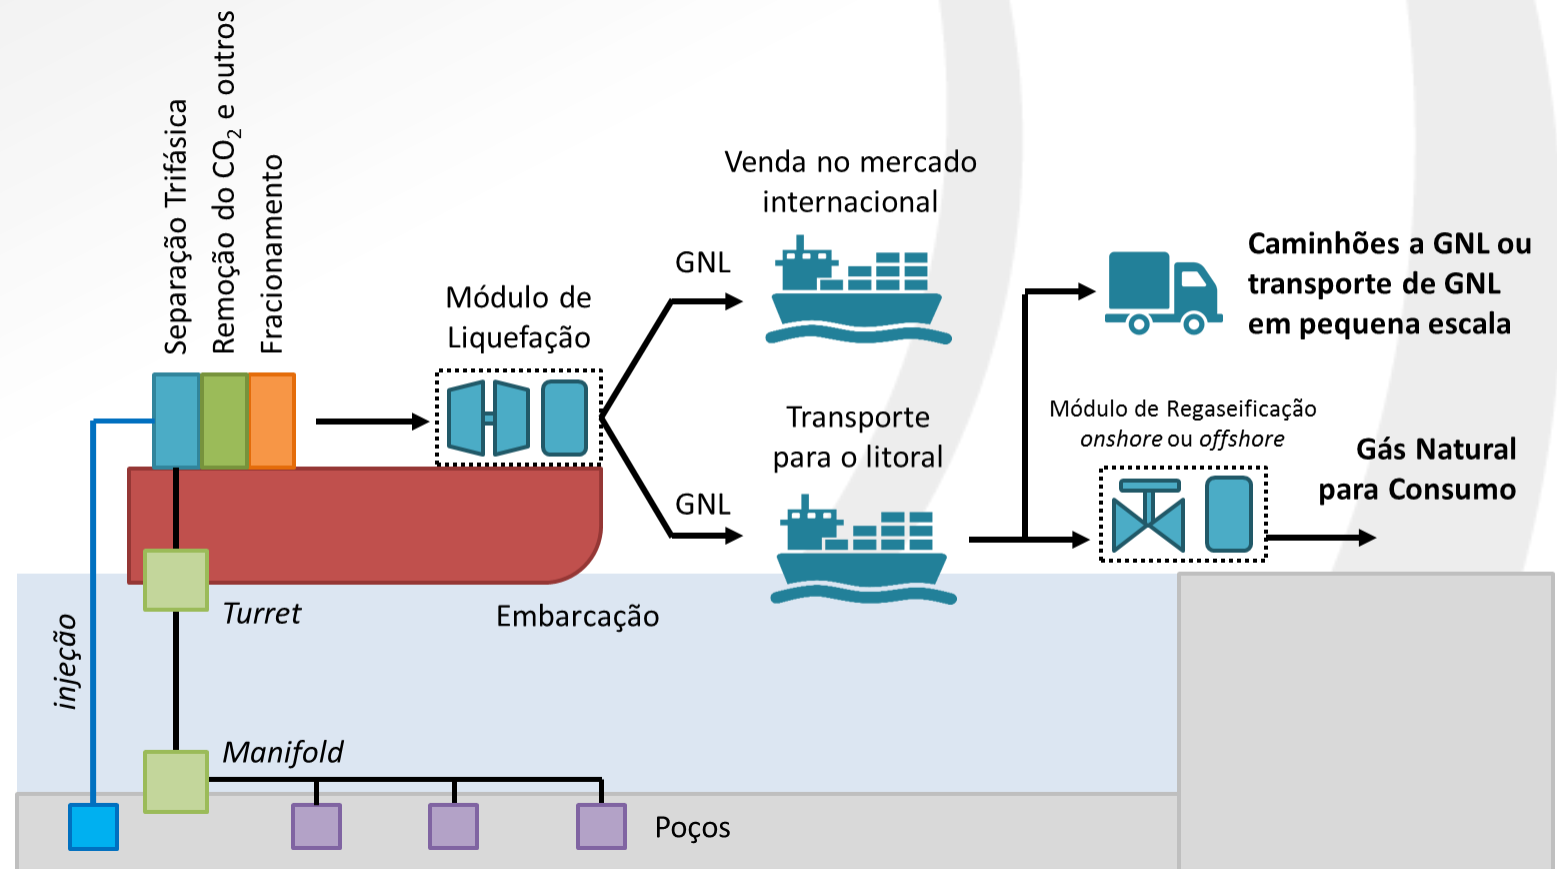 Separação Trifásica
Remoção do CO₂ e outros
Fracionamento
Módulo de
Liquefação
GNL
Venda no mercado
internacional
GNL
Transporte
para o litoral
Caminhões a GNL ou
transporte de GNL
em pequena escala
Módulo de Regaseificação
onshore ou offshore
Gás Natural
para Consumo
injeção
Turret
Embarcação
Manifold
Poços